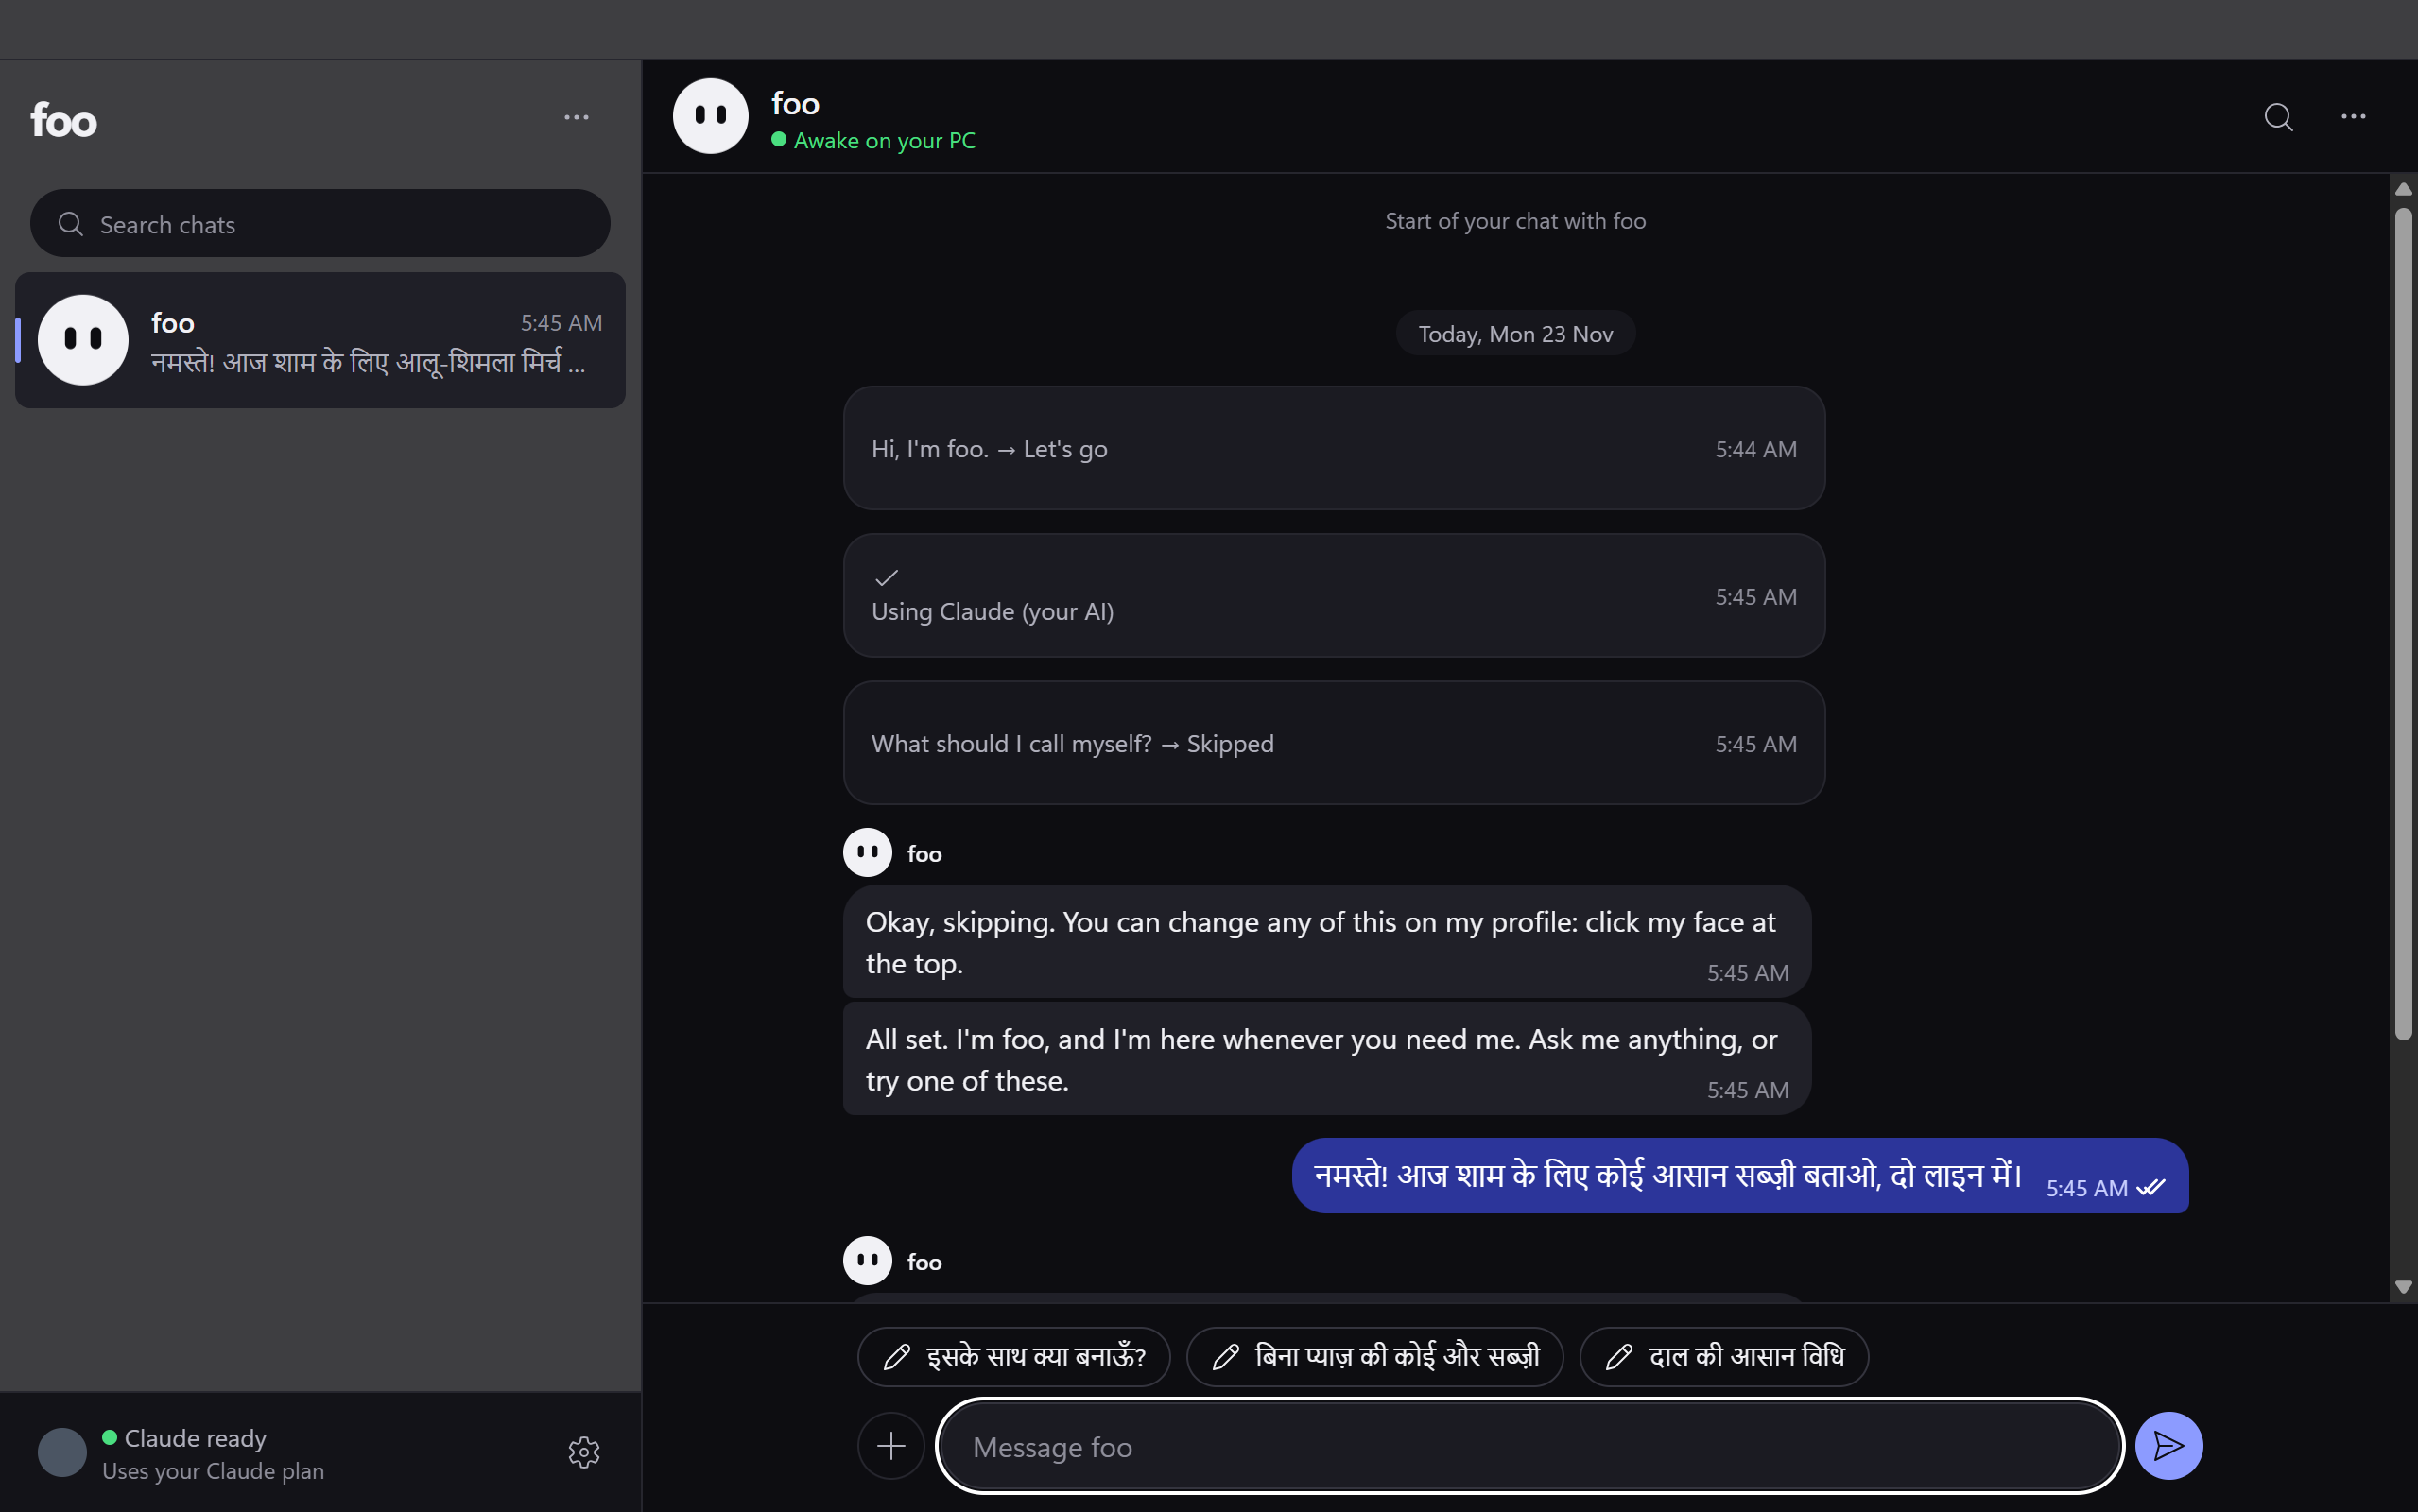 foo
Search chats
foo
5:45 AM
नमस्ते! आज शाम के लिए आलू-शिमला मिर्च ...
Claude ready
Uses your Claude plan
foo
Awake on your PC
Start of your chat with foo
Today, Mon 23 Nov
Hi, I'm foo. → Let's go
5:44 AM
Using Claude (your AI)
5:45 AM
What should I call myself? → Skipped
5:45 AM
foo
Okay, skipping. You can change any of this on my profile: click my face at
the top.
5:45 AM
All set. I'm foo, and I'm here whenever you need me. Ask me anything, or
try one of these.
5:45 AM
नमस्ते! आज शाम के लिए कोई आसान सब्ज़ी बताओ, दो लाइन में।
5:45 AM
foo
इसके साथ क्या बनाऊँ?
बिना प्याज़ की कोई और सब्ज़ी
दाल की आसान विधि
Message foo